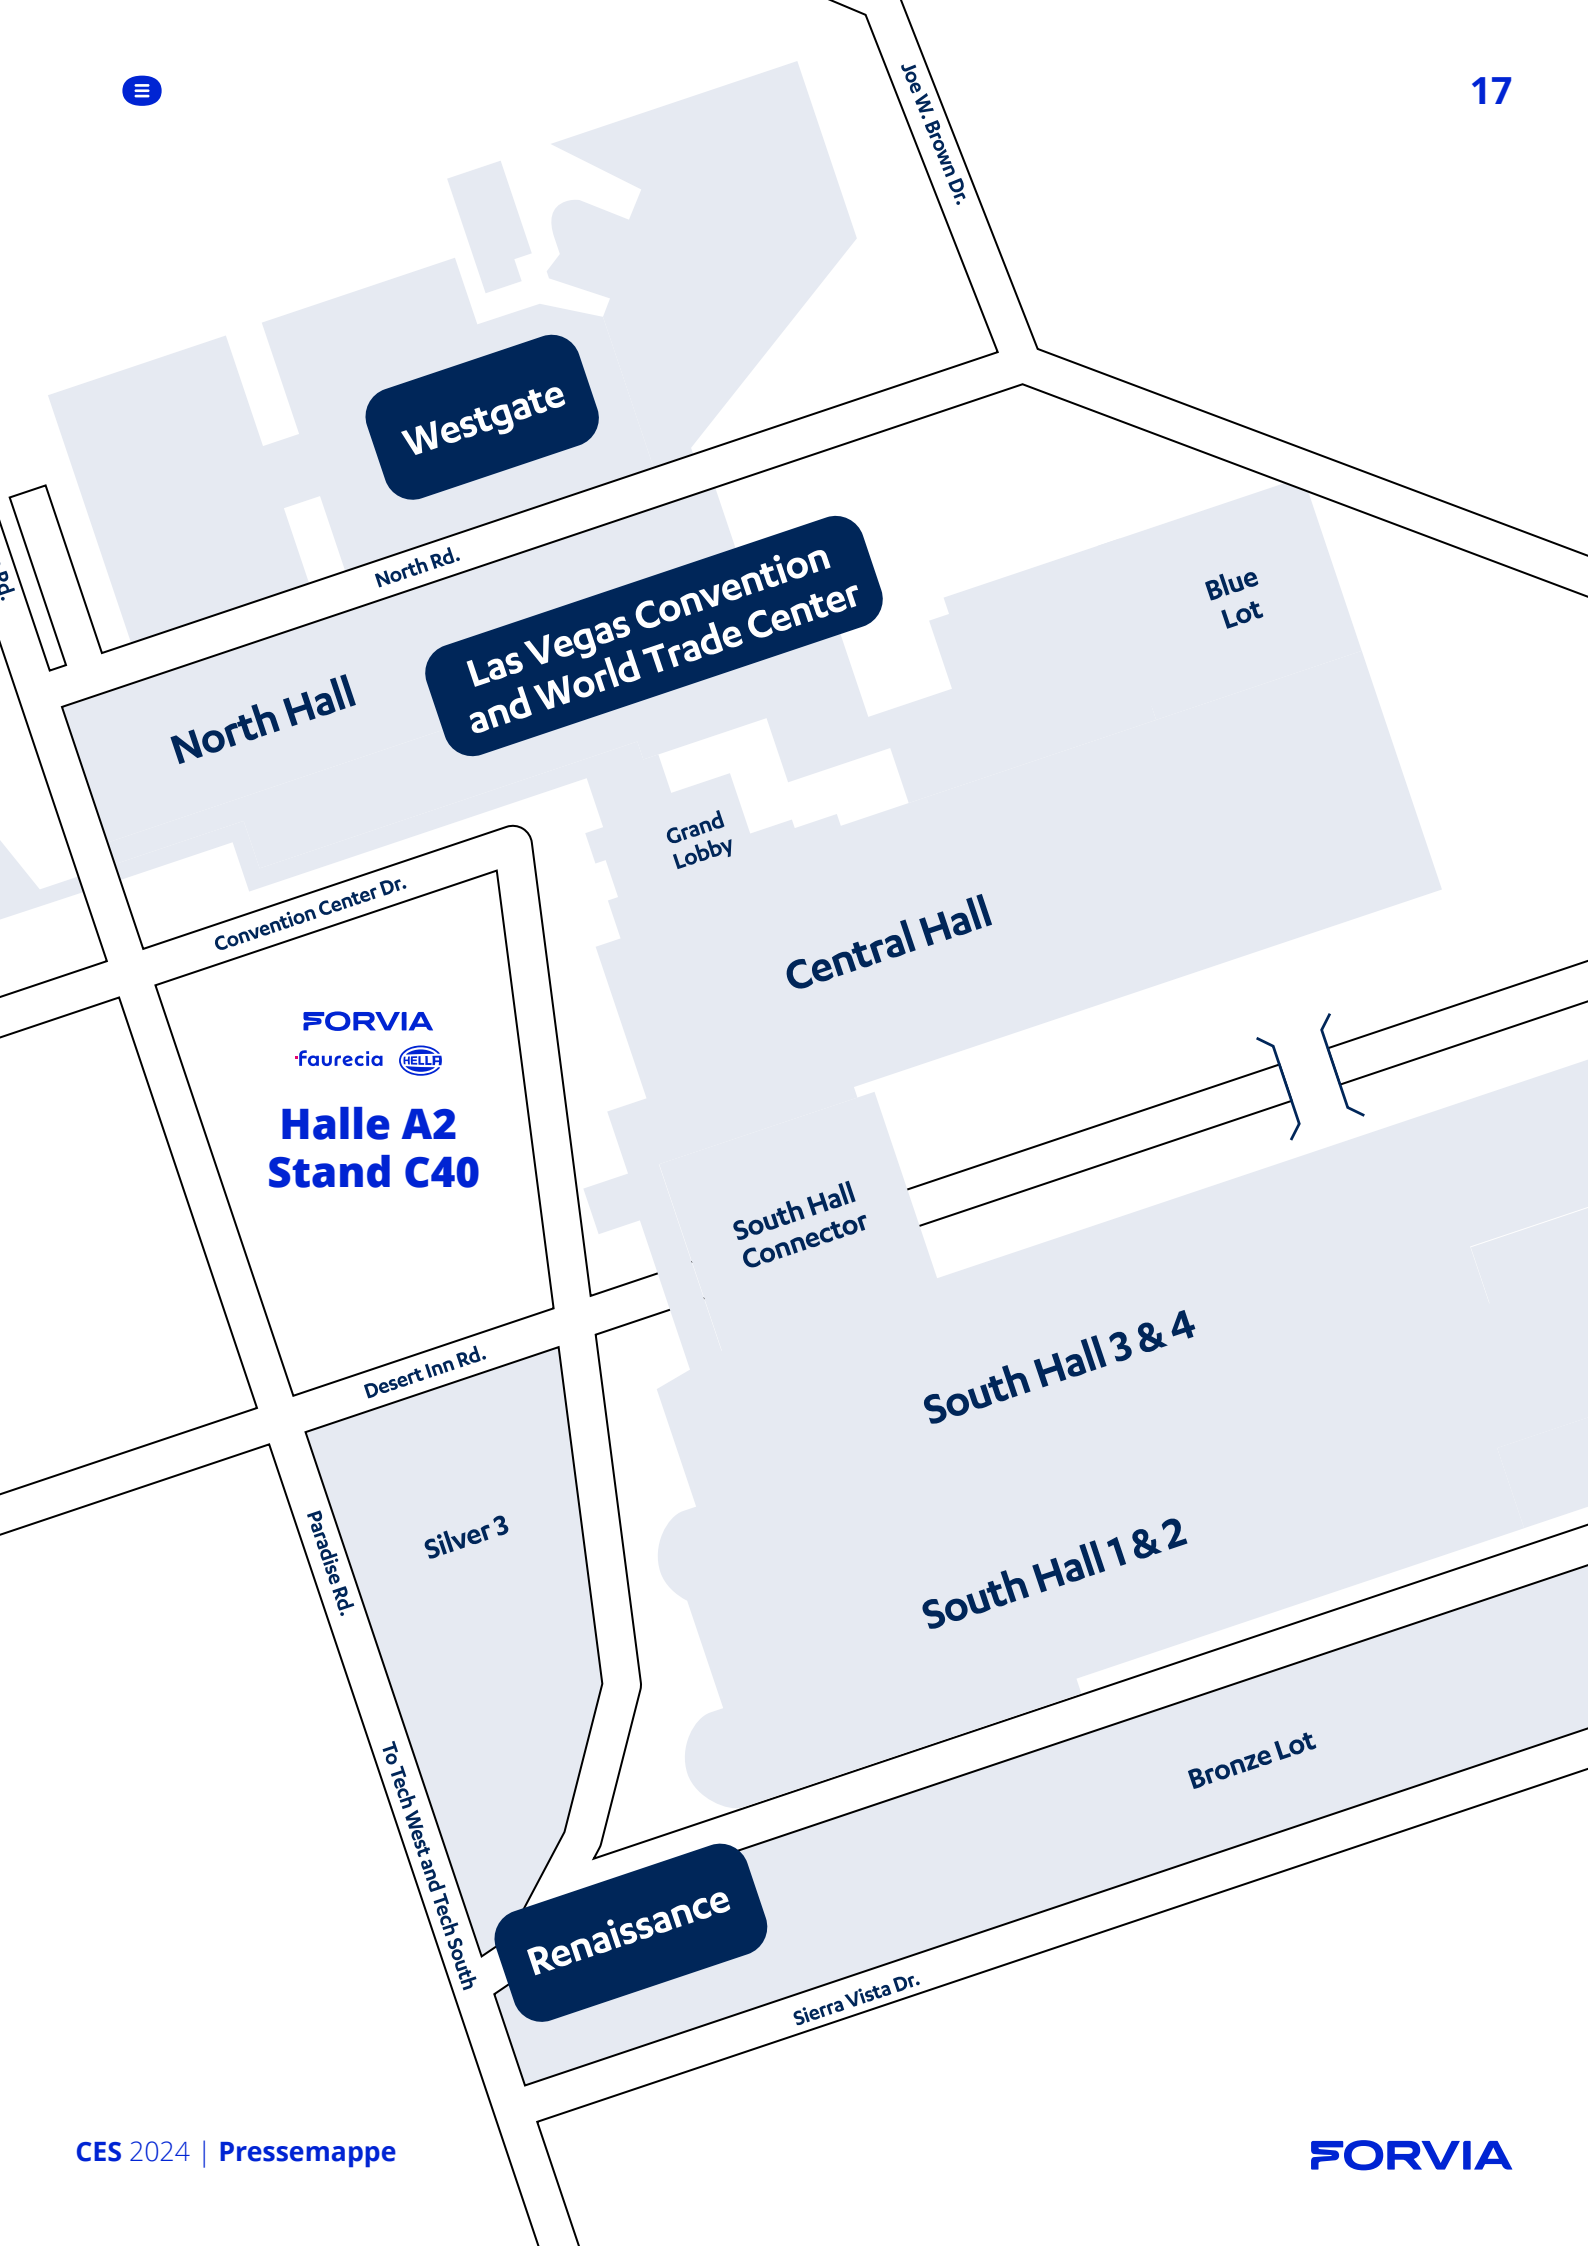 17
Joe W. Brown Dr.
Westgate
North Rd.
Rd.
Las Vegas Convention
and World Trade Center
Blue
Lot
North Hall
Grand
Lobby
Convention Center Dr.
Central Hall
FORVIA
faurecia
HELLA
Halle A2
Stand C40
South Hall
Connector
South Hall 3 & 4
Desert Inn Rd.
Silver 3
Paradise Rd.
South Hall 1 & 2
To Tech West and Tech South
Bronze Lot
Renaissance
Sierra Vista Dr.
CES 2024 | Pressemappe
FORVIA